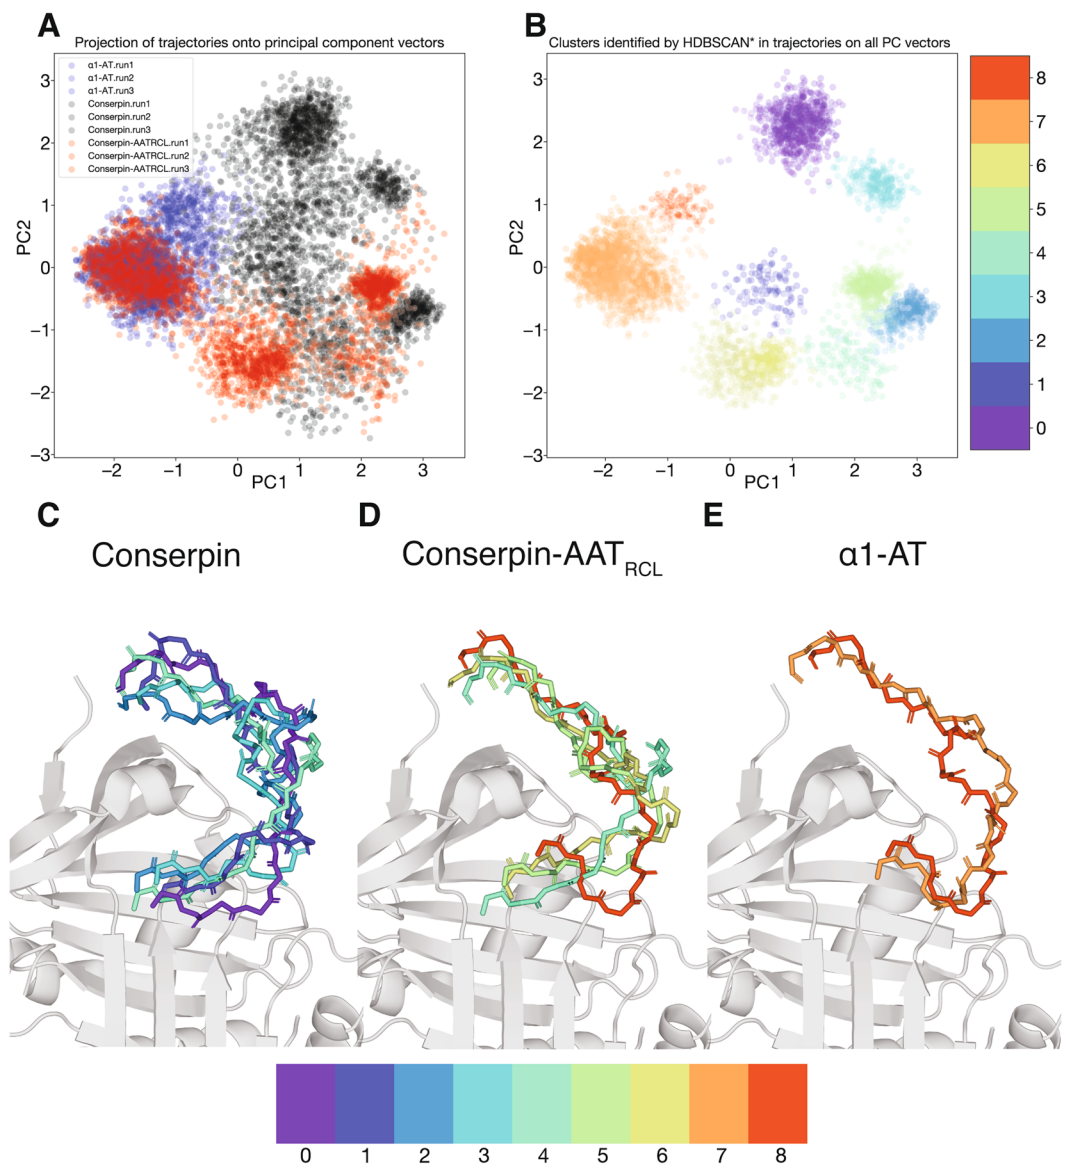 A
B
Projection of trajectories onto principal component vectors
Clusters identified by HDBSCAN* in trajectories on all PC vectors
α1-AT.run1
α1-AT.run2
α1-AT.run3
Conserpin.run1
Conserpin.run2
Conserpin.run3
Conserpin-AATRCL.run1
Conserpin-AATRCL.run2
Conserpin-AATRCL.run3
3
2
1
0
−1
−2
−3
PC2
−2 −1 0 1 2 3
PC1
3
2
1
0
−1
−2
−3
PC2
−2 −1 0 1 2 3
PC1
8
7
6
5
4
3
2
1
0
C
D
E
Conserpin
Conserpin-AATRCL
α1-AT
0 1 2 3 4 5 6 7 8